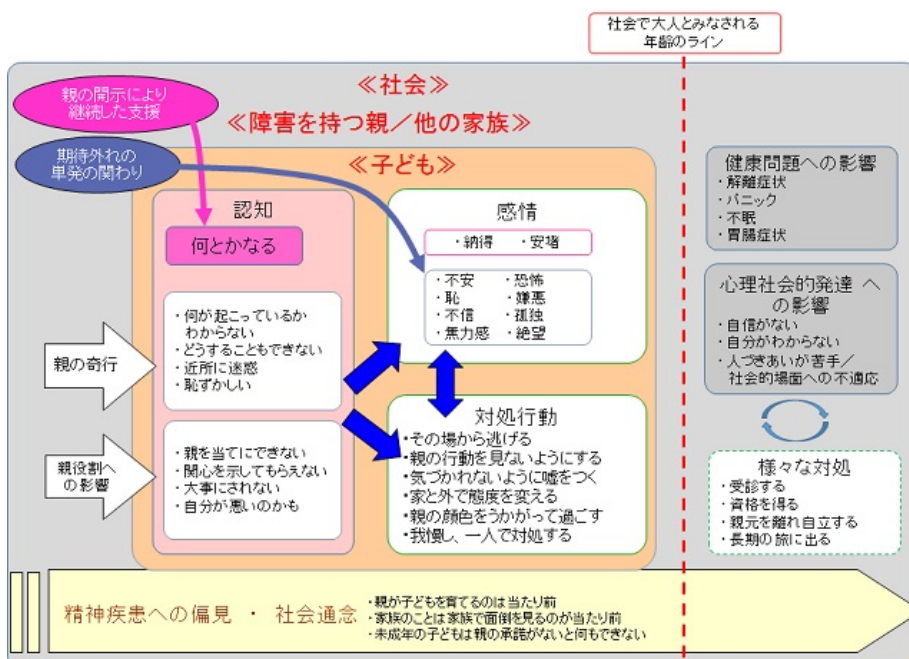 社会で大人とみなされる
年齢のライン
≪社会≫
親の開示により
継続した支援
≪障害を持つ親／他の家族≫
期待外れの
単発の関わり
≪子ども≫
認知
何とかなる
・何が起こっているか
わからない
・どうすることもできない
・近所に迷惑
・恥ずかしい
・親を当てにできない
・関心を示してもらえない
・大事にされない
・自分が悪いのかも
親の奇行
親役割へ
の影響
感情
・納得 ・安堵
・不安 ・恐怖
・恥 ・嫌悪
・不信 ・孤独
・無力感 ・絶望
対処行動
・その場から逃げる
・親の行動を見ないようにする
・気づかれないように嘘をつく
・家と外で態度を変える
・親の顔色をうかがって過ごす
・我慢し、一人で対処する
健康問題への影響
・解離症状
・パニック
・不眠
・胃腸症状
心理社会的発達 へ
の影響
・自信がない
・自分がわからない
・人づきあいが苦手／
社会的場面への不適応
様々な対処
・受診する
・資格を得る
・親元を離れ自立する
・長期の旅に出る
精神疾患への偏見 ・ 社会通念
・親が子どもを育てるのは当たり前
・家族のことは家族で面倒を見るのが当たり前
・未成年の子どもは親の承諾がないと何もできない